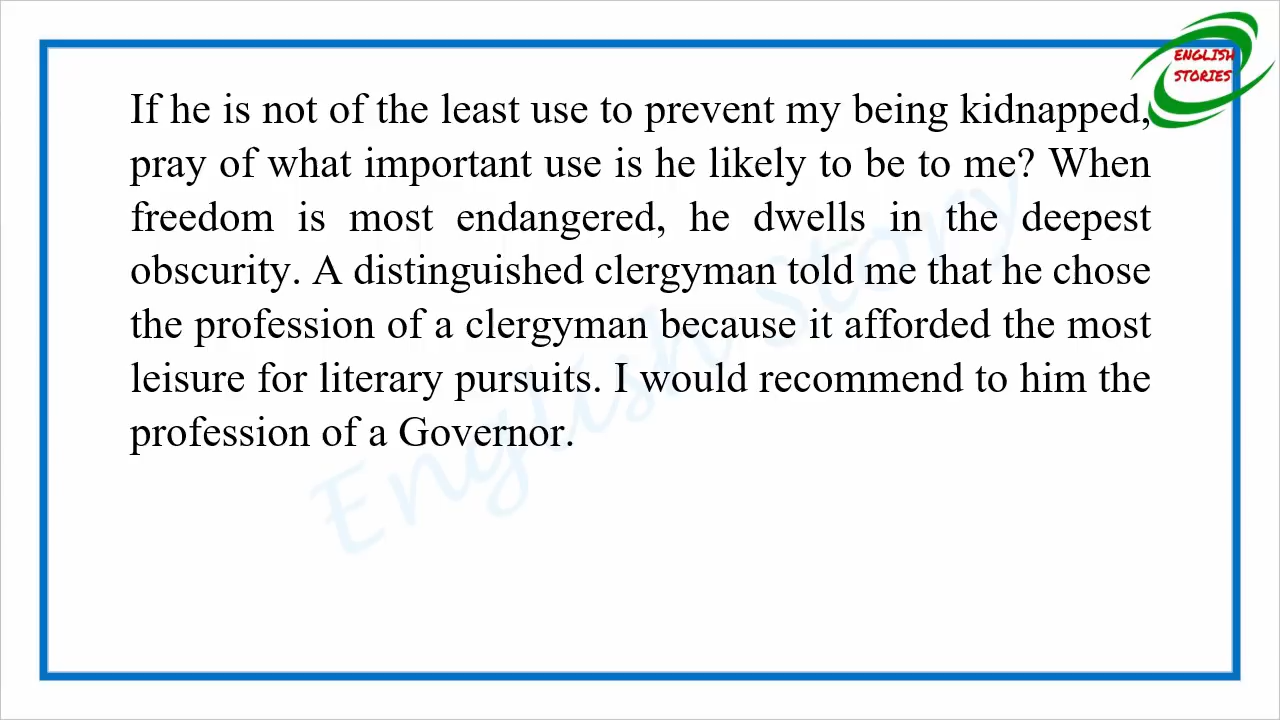 ENGLISH
STORIES
If he is not of the least use to prevent my being kidnapped,
pray of what important use is he likely to be to me? When
freedom is most endangered, he dwells in the deepest
obscurity. A distinguished clergyman told me that he chose
the profession of a clergyman because it afforded the most
leisure for literary pursuits. I would recommend to him the
profession of a Governor.
English Story